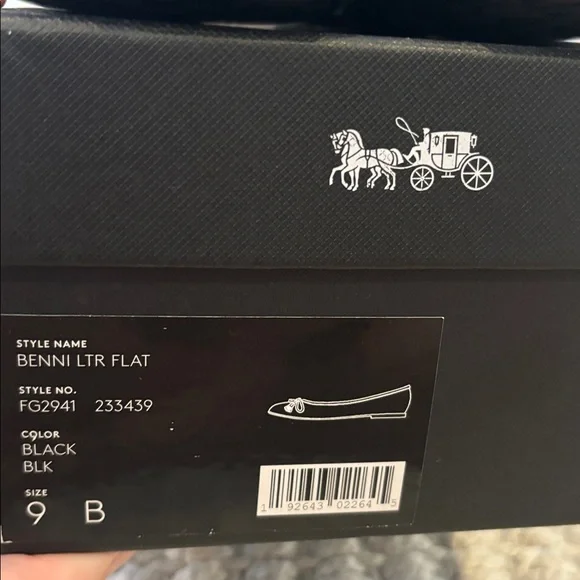 STYLE NAME
BENNI LTR FLAT
STYLE NO.
FG2941 233439
COLOR
BLACK
BLK
SIZE
9 B
1 92643 02264 5